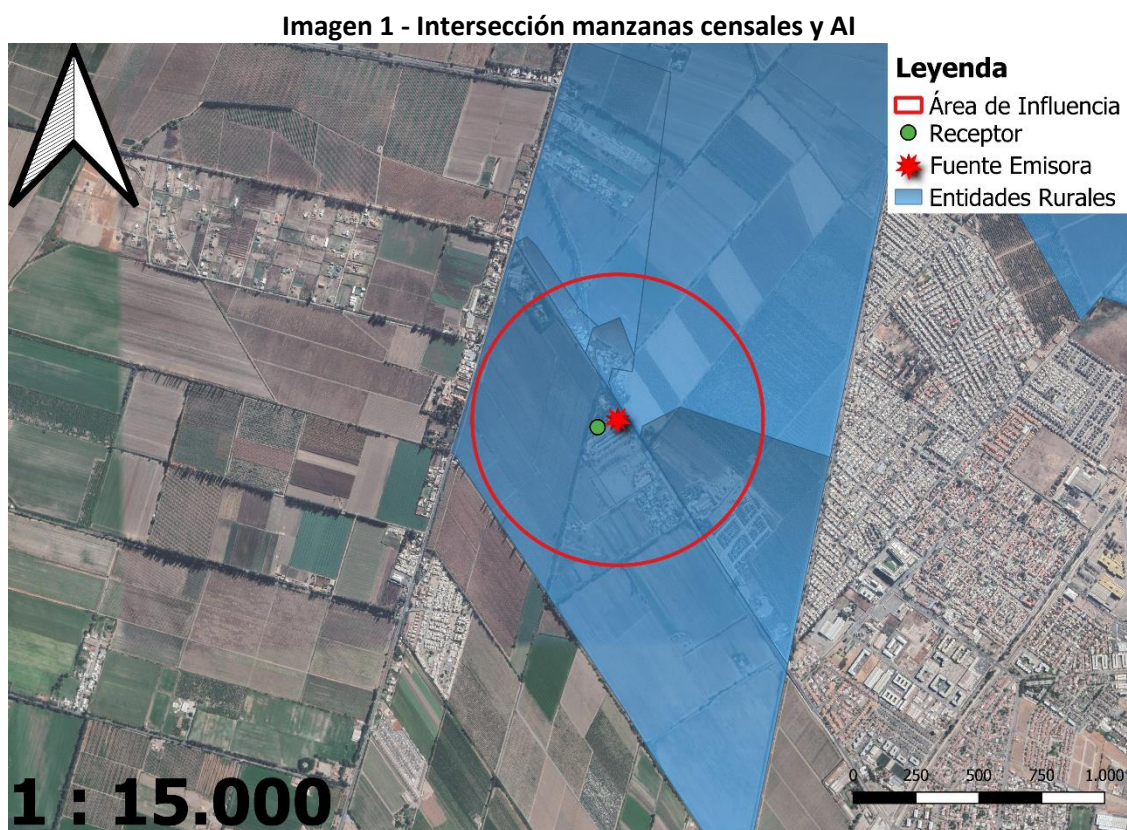 Imagen 1 - Intersección manzanas censales y AI
Leyenda
Área de Influencia
Receptor
Fuente Emisora
Entidades Rurales
1 : 15.000
0 250 500 750 1.000